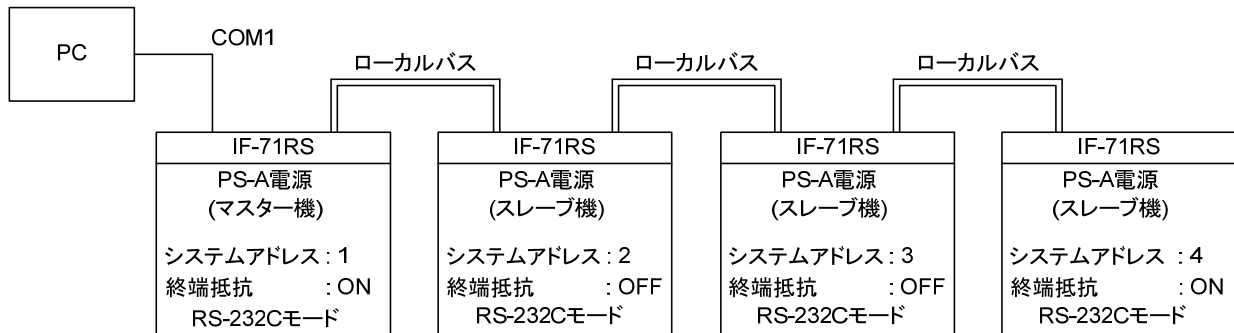 PC
COM1
ローカルバス
ローカルバス
ローカルバス
IF-71RS
PS-A電源
(マスター機)
システムアドレス : 1
終端抵抗 : ON
RS-232Cモード
IF-71RS
PS-A電源
(スレーブ機)
システムアドレス : 2
終端抵抗 : OFF
RS-232Cモード
IF-71RS
PS-A電源
(スレーブ機)
システムアドレス : 3
終端抵抗 : OFF
RS-232Cモード
IF-71RS
PS-A電源
(スレーブ機)
システムアドレス : 4
終端抵抗 : ON
RS-232Cモード